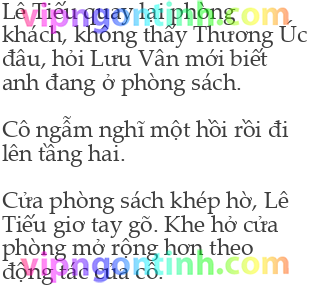 Lê Tiếu quay lại phòng
khách, không thấy Thương Úc
đâu, hỏi Lưu Vân mới biết
anh đang ở phòng sách.
Cô ngẫm nghĩ một hồi rồi đi
lên tầng hai.
Cửa phòng sách khép hờ, Lê
Tiếu giơ tay gõ. Khe hở cửa
phòng mở rộng hơn theo
động tác của cô.
vipngontinh.com
vipngontinh.com